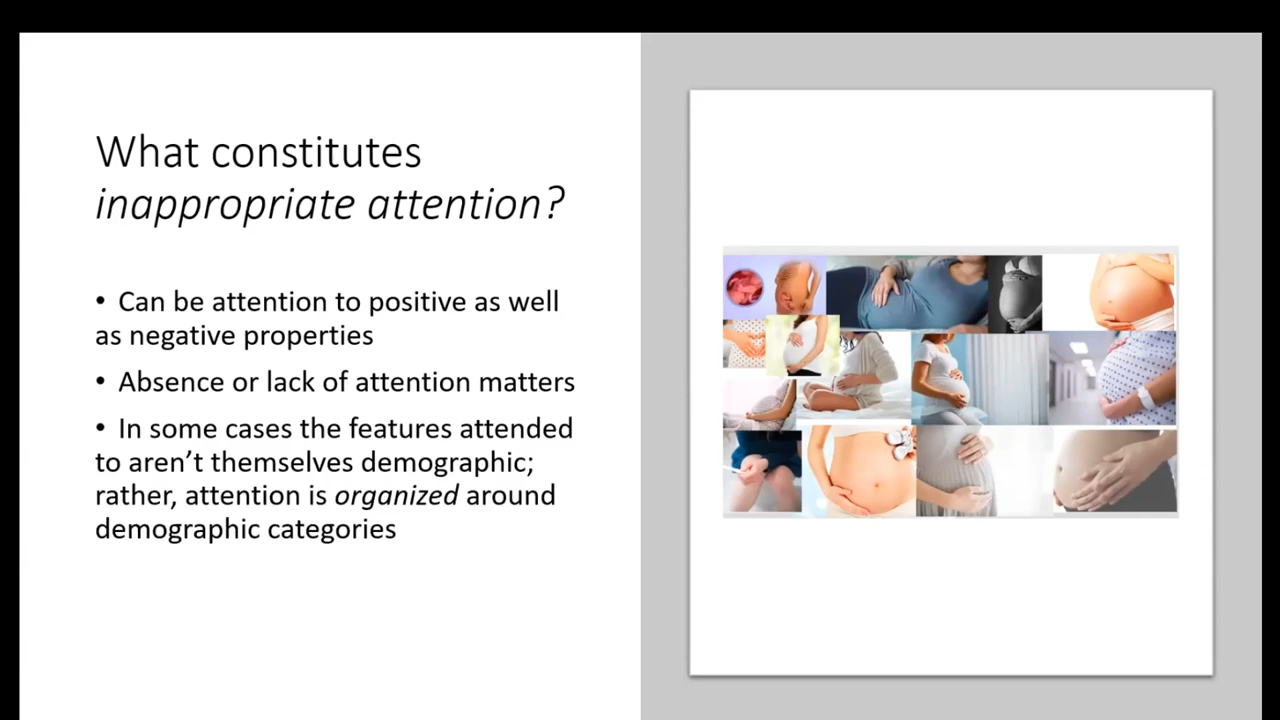 What constitutes
inappropriate attention?
• Can be attention to positive as well
as negative properties
• Absence or lack of attention matters
• In some cases the features attended
to aren’t themselves demographic;
rather, attention is organized around
demographic categories